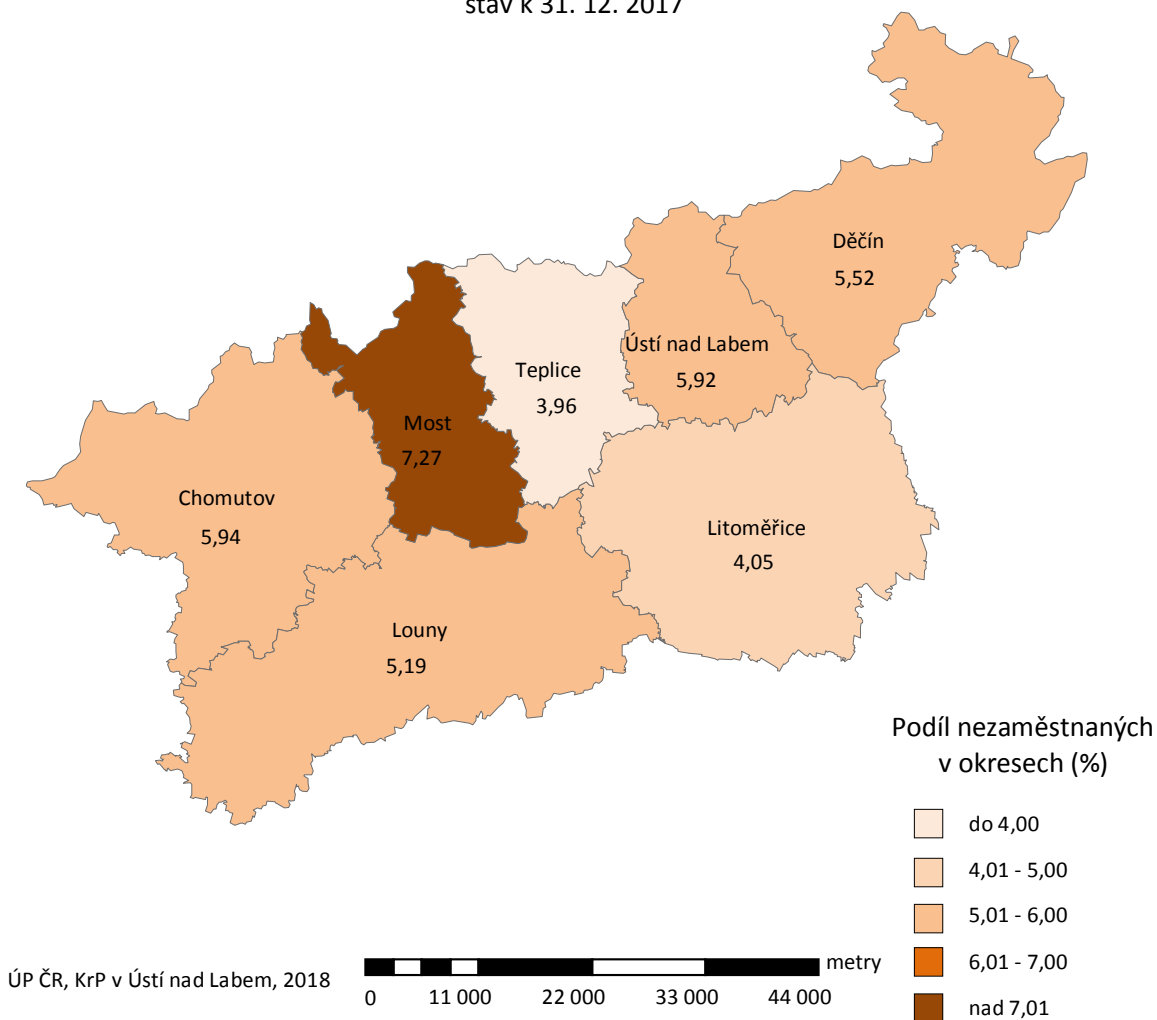 stav k 31. 12. 2017
Děčín
5,52
Ústí nad Labem
5,92
Teplice
3,96
Most
7,27
Chomutov
5,94
Litoměřice
4,05
Louny
5,19
Podíl nezaměstnaných
v okresech (%)
do 4,00
4,01 - 5,00
5,01 - 6,00
6,01 - 7,00
nad 7,01
ÚP ČR, KrP v Ústí nad Labem, 2018
metry
0 11 000 22 000 33 000 44 000